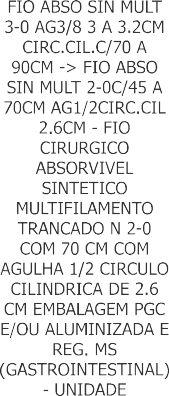 FIO ABSO SIN MULT
3-0 AG3/8 3 A 3.2CM
CIRC.CIL.C/70 A
90CM -> FIO ABSO
SIN MULT 2-0C/45 A
70CM AG1/2CIRC.CIL
2.6CM - FIO
CIRURGICO
ABSORVIVEL
SINTETICO
MULTIFILAMENTO
TRANCADO N 2-0
COM 70 CM COM
AGULHA 1/2 CIRCULO
CILINDRICA DE 2.6
CM EMBALAGEM PGC
E/OU ALUMINIZADA E
REG. MS
(GASTROINTESTINAL)
- UNIDADE